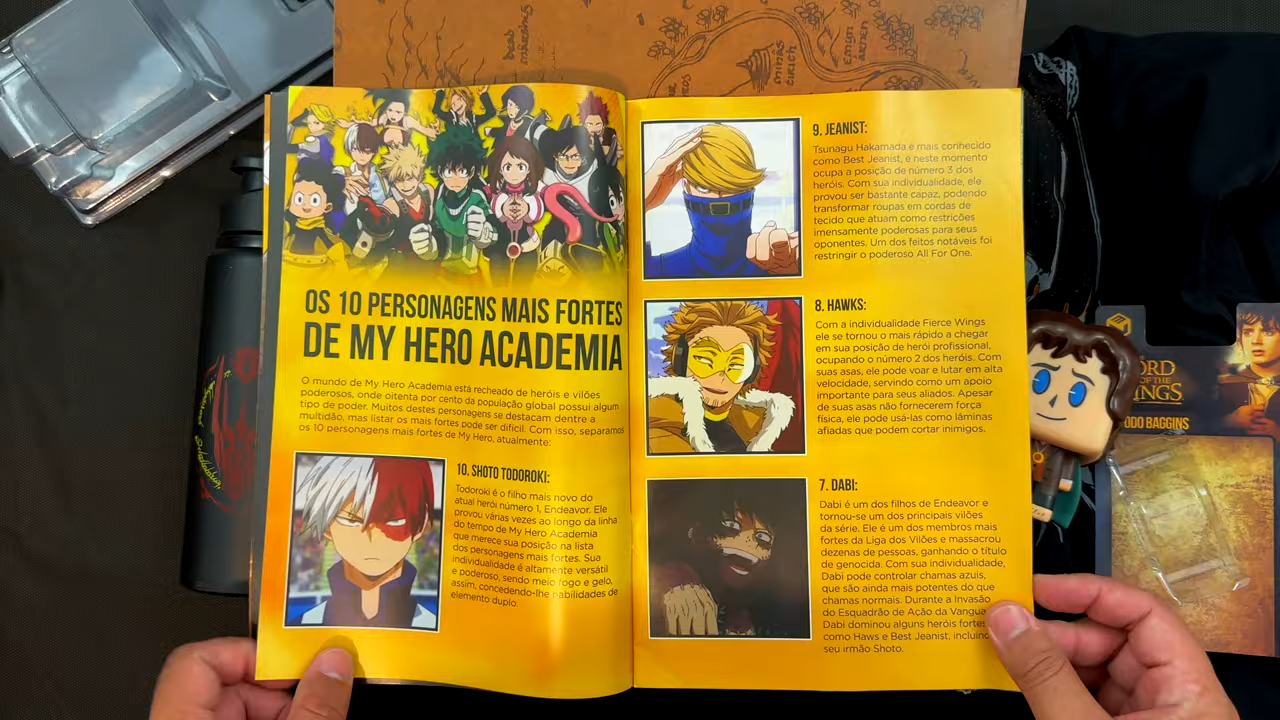 DEAD
MARSHES
MINAS
CIRICH
EMYN
ARNEN
OS 10 PERSONAGENS MAIS FORTES
DE MY HERO ACADEMIA
O mundo de My Hero Academia está recheado de heróis e vilões
poderosos, onde oitenta por cento da população global possui algum
tipo de poder. Muitos destes personagens se destacam dentre a
multidão, mas listar os mais fortes pode ser difícil. Com isso, separamos
os 10 personagens mais fortes de My Hero, atualmente:
10. SHOTO TODOROKI:
Todoroki é o filho mais novo do
atual herói número 1, Endeavor. Ele
provou várias vezes ao longo da linha
do tempo de My Hero Academia
que merece sua posição na lista
dos personagens mais fortes. Sua
individualidade é altamente versátil
e poderoso, sendo meio fogo e gelo,
assim, concedendo-lhe habilidades de
elemento duplo.
9. JEANIST:
Tsunagu Hakamada é mais conhecido
como Best Jeanist, e neste momento
ocupa a posição de número 3 dos
heróis. Com sua individualidade, ele
provou ser bastante capaz, podendo
transformar roupas em cordas de
tecido que atuam como restrições
imensamente poderosas para seus
oponentes. Um dos feitos notáveis foi
restringir o poderoso All For One.
8. HAWKS:
Com a individualidade Fierce Wings
ele se tornou o mais rápido a chegar
em sua posição de herói profissional,
ocupando o número 2 dos heróis. Com
suas asas, ele pode voar e lutar em alta
velocidade, servindo como um apoio
importante para seus aliados. Apesar
de suas asas não fornecerem força
física, ele pode usá-las como lâminas
afiadas que podem cortar inimigos.
7. DABI:
Dabi é um dos filhos de Endeavor e
tornou-se um dos principais vilões
da série. Ele é um dos membros mais
fortes da Liga dos Vilões e massacrou
dezenas de pessoas, ganhando o título
de genocida. Com sua individualidade,
Dabi pode controlar chamas azuis,
que são ainda mais potentes do que
chamas normais. Durante a Invasão
do Esquadrão de Ação da Vangua
Dabi dominou alguns heróis fortes
como Haws e Best Jeanist, incluin
seu irmão Shoto.
ORD
OF THE
INGS
ODO BAGGINS